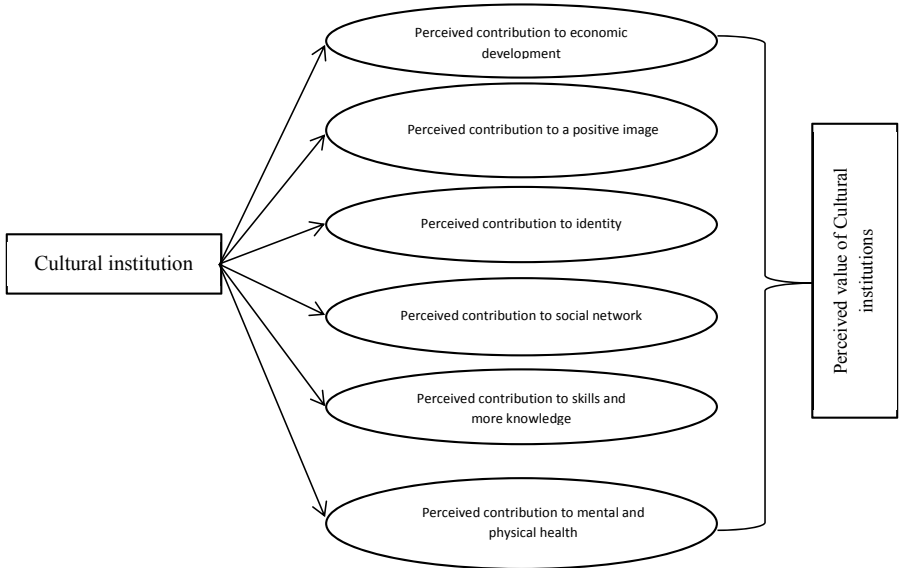 Perceived contribution to economic
development
Perceived contribution to a positive image
Perceived contribution to identity
Cultural institution
Perceived contribution to social network
Perceived contribution to skills and
more knowledge
Perceived contribution to mental and
physical health
Perceived value of Cultural
institutions